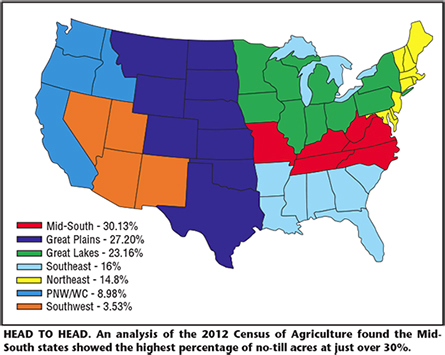 Mid-South - 30.13%
Great Plains - 27.20%
Great Lakes - 23.16%
Southeast - 16%
Northeast - 14.8%
PNW/WC - 8.98%
Southwest - 3.53%
HEAD TO HEAD. An analysis of the 2012 Census of Agriculture found the Mid-
South states showed the highest percentage of no-till acres at just over 30%.